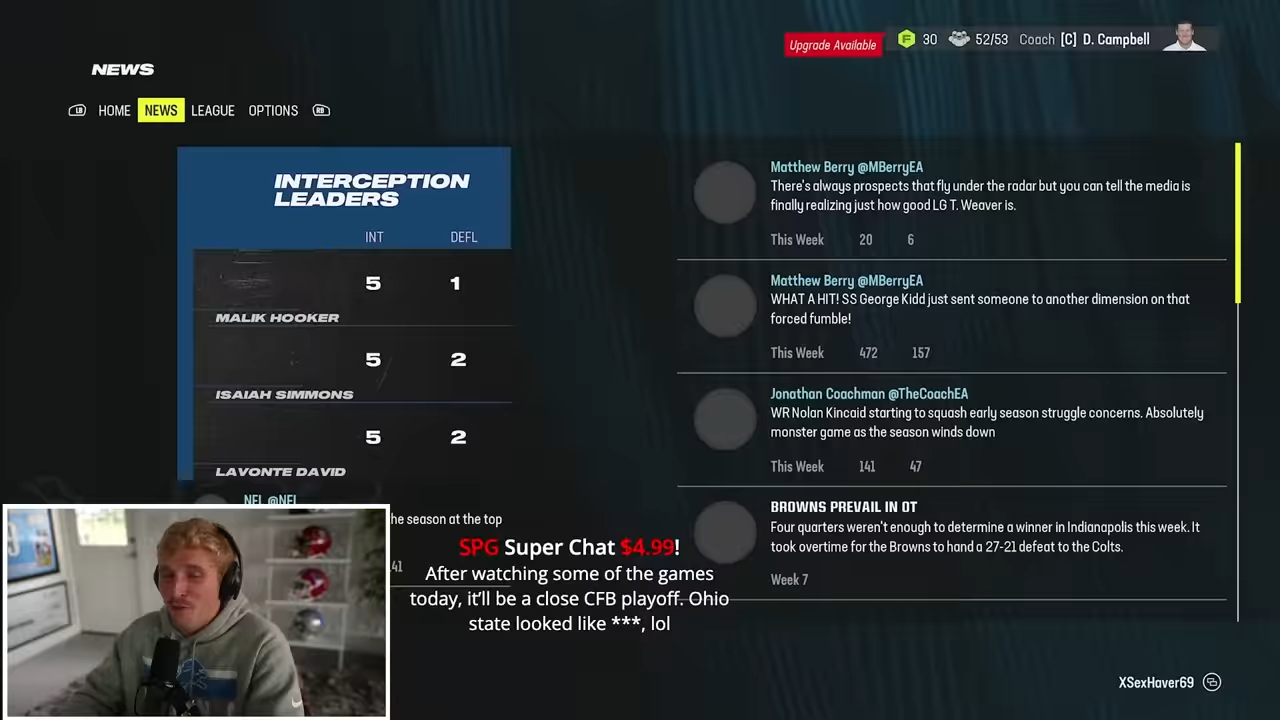 Upgrade Available
30
52/53
Coach [C] D. Campbell
NEWS
LB HOME NEWS LEAGUE OPTIONS RB
INTERCEPTION
LEADERS
INT DEFL
5 1
MALIK HOOKER
5 2
ISAIAH SIMMONS
5 2
LAVONTE DAVID
NFL @NFL
he season at the top
41
Matthew Berry @MBerryEA
There's always prospects that fly under the radar but you can tell the media is
finally realizing just how good LG T. Weaver is.
This Week 20 6
Matthew Berry @MBerryEA
WHAT A HIT! SS George Kidd just sent someone to another dimension on that
forced fumble!
This Week 472 157
Jonathan Coachman @TheCoachEA
WR Nolan Kincaid starting to squash early season struggle concerns. Absolutely
monster game as the season winds down
This Week 141 47
BROWNS PREVAIL IN OT
Four quarters weren't enough to determine a winner in Indianapolis this week. It
took overtime for the Browns to hand a 27-21 defeat to the Colts.
Week 7
SPG Super Chat $4.99!
After watching some of the games
today, it'll be a close CFB playoff. Ohio
state looked like ***, lol
XSexHaver69